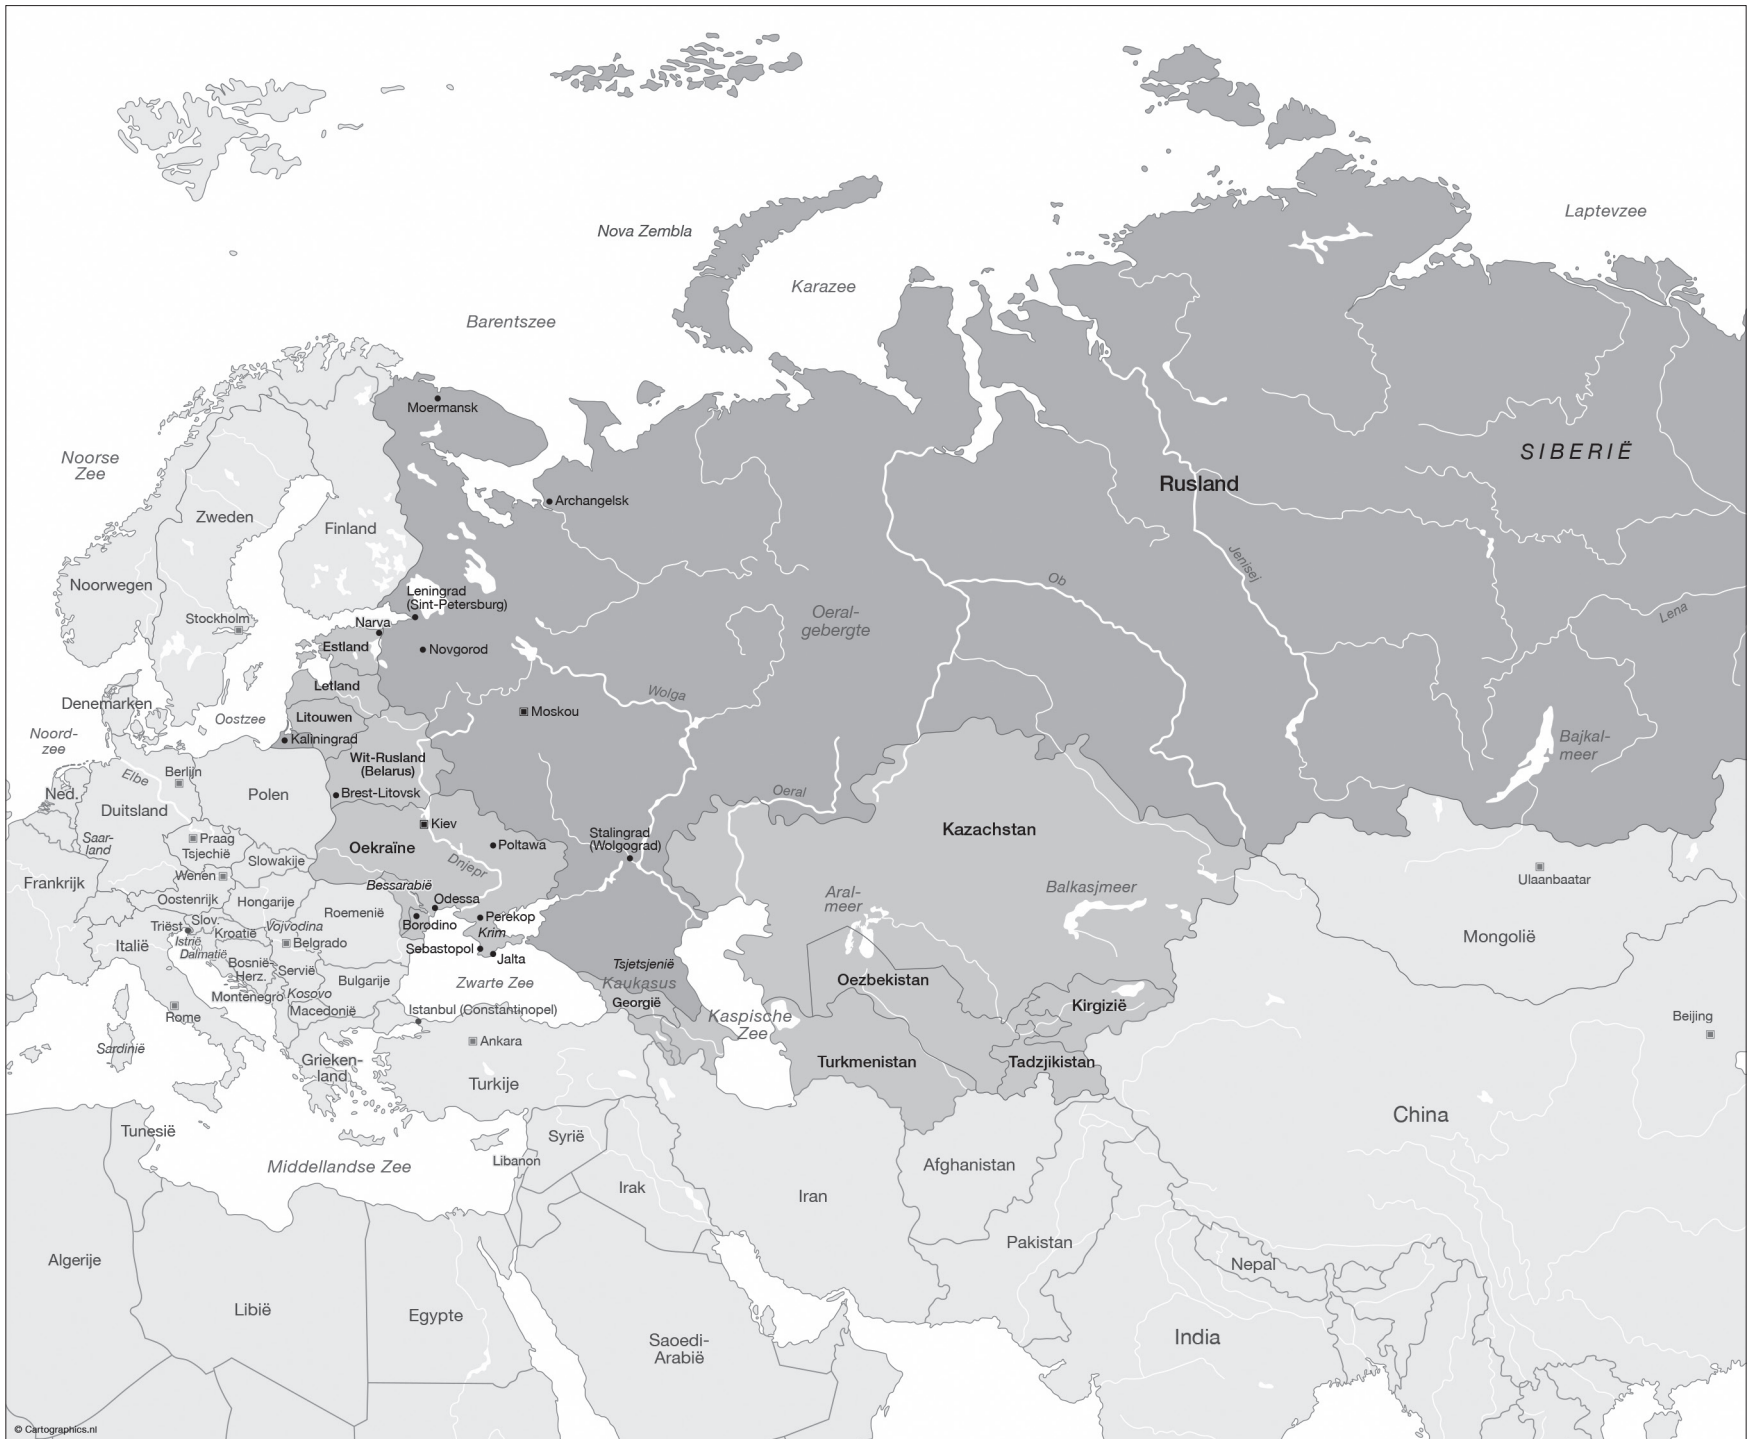 Nova Zembla
Laptevzee
Karazee
Barentszee
Moermansk
Noorse
Zee
SIBERIË
Rusland
Archangelsk
Zweden
Finland
Jenisej
Ob
Noorwegen
Leningrad
(Sint-Petersburg)
Oeral-
gebergte
Lena
Stockholm
Narva
Estland
Novgorod
Letland
Wolga
Denemarken
Oostzee
Litouwen
Moskou
Noord-
zee
Kaliningrad
Bajkal-
meer
Wit-Rusland
(Belarus)
Elbe
Berlijn
Ned.
Polen
Brest-Litovsk
Oeral
Duitsland
Kiev
Kazachstan
Saar-
land
Praag
Tsjechië
Oekraïne
Poltawa
Stalingrad
(Wolgograd)
Slowakije
Dnjepr
Wenen
Ulaanbaatar
Frankrijk
Bessarabië
Aral-
meer
Balkasjmeer
Oostenrijk
Hongarije
Odessa
Roemenië
Perekop
Triëst
Slov.
Vojvodina
Borodino
Krim
Kroatië
Istrië
Italië
Belgrado
Sebastopol
Mongolië
Dalmatië
Jalta
Bosnië-
Herz.
Servië
Tsjetsjenië
Bulgarije
Zwarte Zee
Kaukasus
Oezbekistan
Montenegro
Kosovo
Georgië
Kirgizië
Macedonië
Istanbul (Constantinopel)
Rome
Kaspische
Zee
Beijing
Sardinië
Ankara
Grieken-
land
Turkmenistan
Tadzjikistan
Turkije
China
Tunesië
Syrië
Middellandse Zee
Libanon
Afghanistan
Irak
Iran
Algerije
Pakistan
Nepal
Libië
Egypte
Saoedi-
Arabië
India
© Cartographics.nl